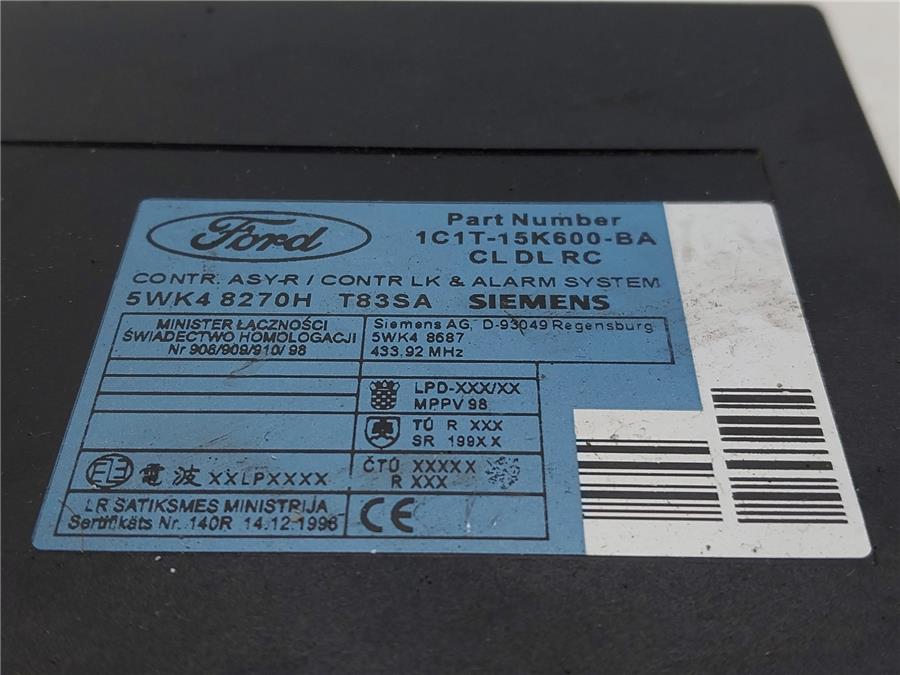 Ford
Part Number
1C1T-15K600-BA
CL DL RC
CONTR. ASY-R / CONTR LK & ALARM SYSTEM
5WK4 8270H T83SA SIEMENS
MINISTER ŁĄCZNOŚCI
ŚWIADECTWO HOMOLOGACJI
Nr 906/909/910/98
Siemens AG, D-93049 Regensburg
5WK4 8687
433.92 MHz
LPD-XXX/XX
MPPV 98
TÚ R XXX
SR 199XX
電波 XXLPXXXX
ČTÚ XXXXX
R XXX
LR SATIKSMES MINISTRIJA
Sertifikāts Nr. 140R 14.12.1998
CE